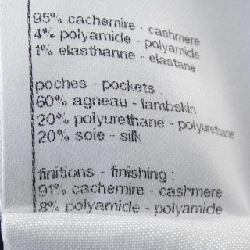 95% cachemire - cashmere
4% polyamide - polyamide
1% elasthanne - elastane
poches - pockets :
60% agneau - lambskin
20% polyurethane - polyurethane
20% soie - silk
finitions - finishing :
91% cachemire - cashmere
8% polyamide - polyamide